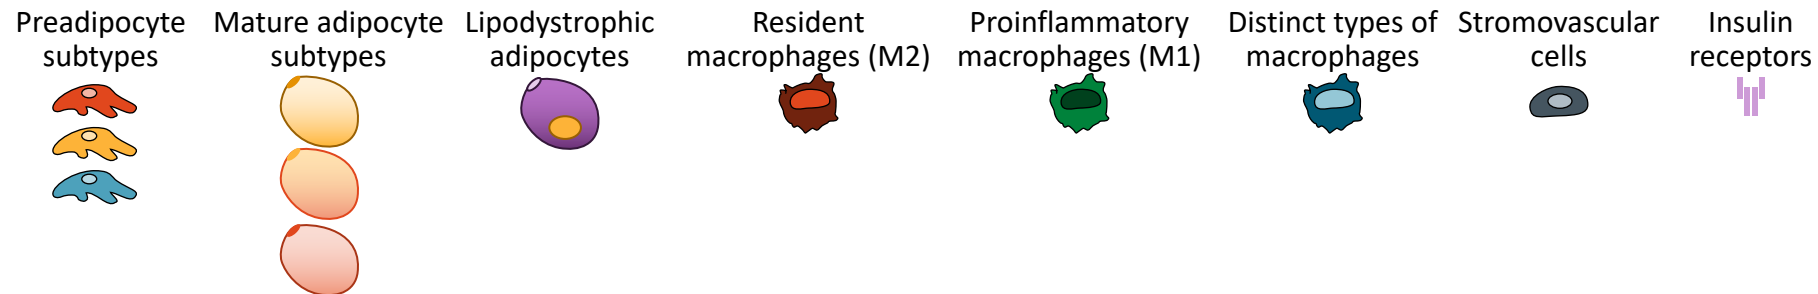 Preadipocyte
subtypes
Mature adipocyte
subtypes
Lipodystrophic
adipocytes
Resident
macrophages (M2)
Proinflammatory
macrophages (M1)
Distinct types of
macrophages
Stromovascular
cells
Insulin
receptors